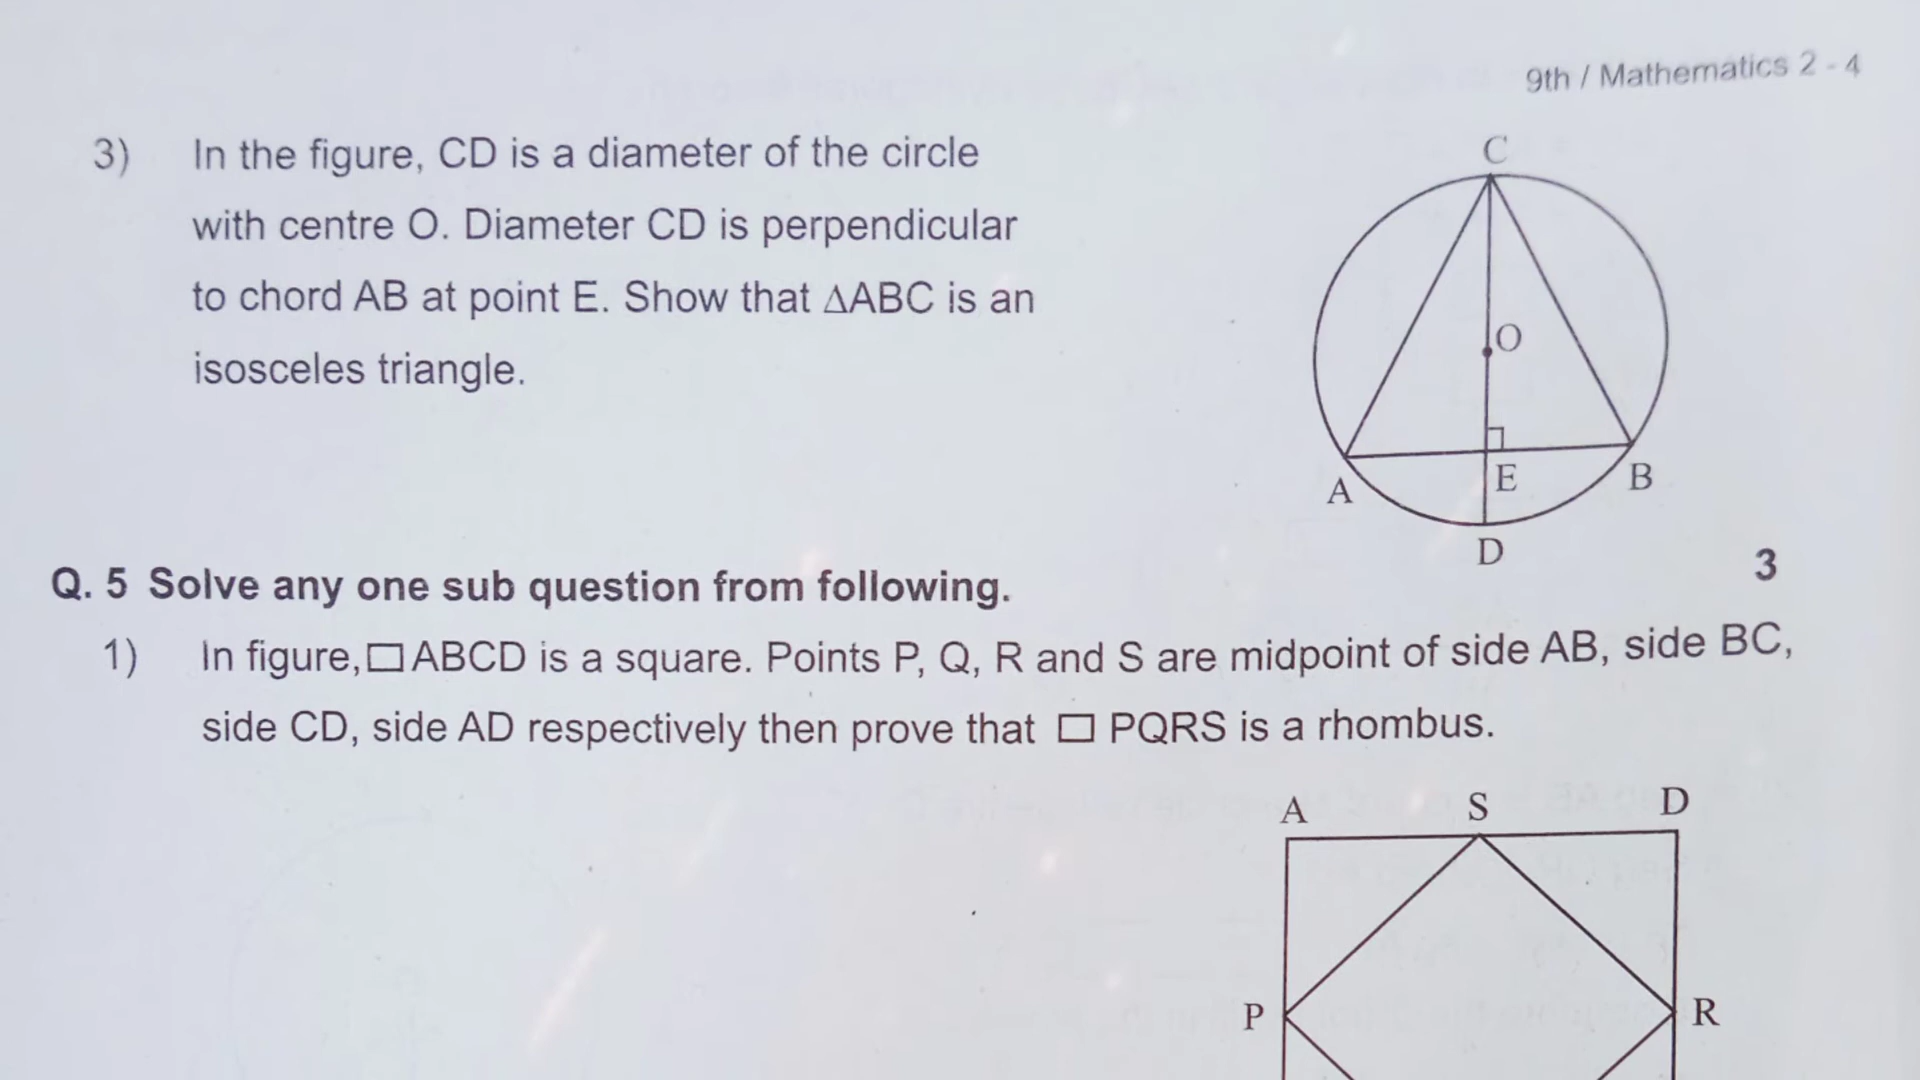 9th / Mathematics 2 - 4
3) In the figure, CD is a diameter of the circle
with centre O. Diameter CD is perpendicular
to chord AB at point E. Show that △ABC is an
isosceles triangle.
C
O
A
E
B
D
3
Q. 5 Solve any one sub question from following.
1) In figure, □ABCD is a square. Points P, Q, R and S are midpoint of side AB, side BC,
side CD, side AD respectively then prove that □ PQRS is a rhombus.
A
S
D
P
R